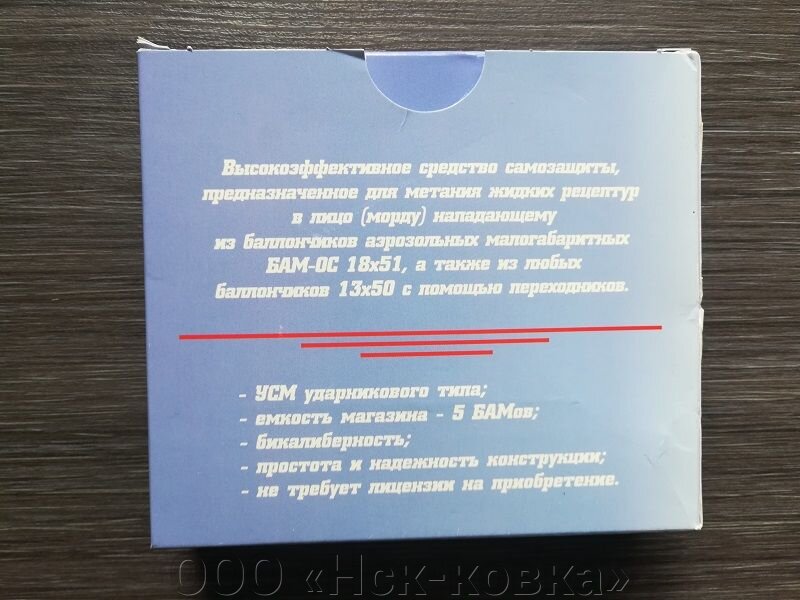 Высокоэффективное средство самозащиты,
предназначенное для метания жидких рецептур
в лицо (морду) нападающему
из баллончиков аэрозольных малогабаритных
БАМ-ОС 18х51, а также из любых
баллончиков 13х50 с помощью переходников.
- УСМ ударникового типа;
- емкость магазина - 5 БАМов;
- бикалиберность;
- простота и надежность конструкции;
- не требует лицензии на приобретение.
ООО «Нск-ковка»